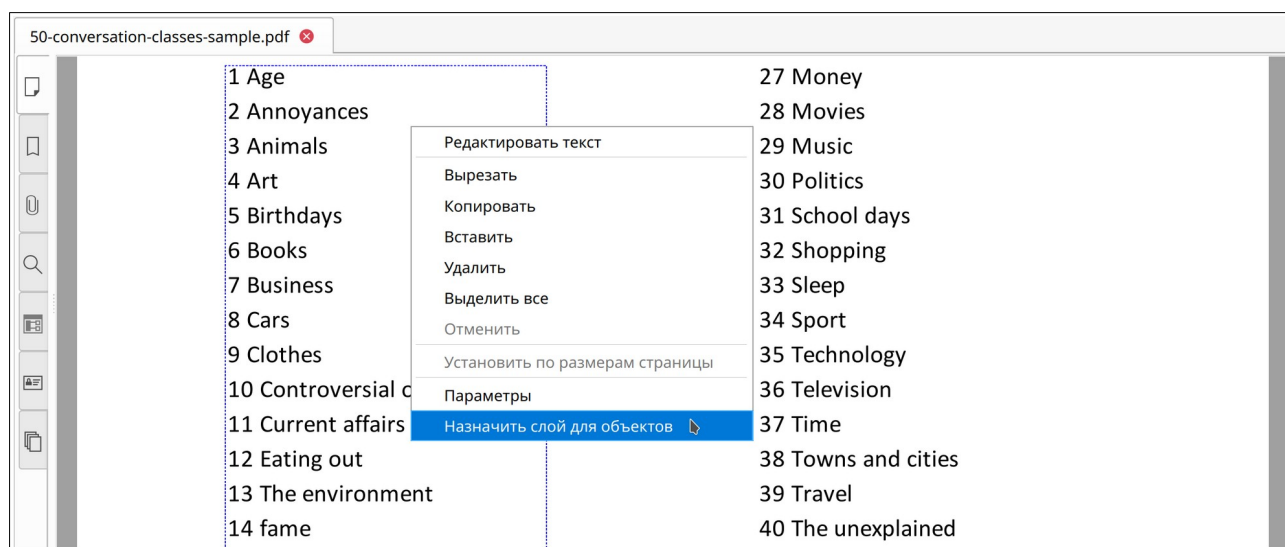 50-conversation-classes-sample.pdf
1 Age
2 Annoyances
3 Animals
4 Art
5 Birthdays
6 Books
7 Business
8 Cars
9 Clothes
10 Controversial
11 Current affairs
12 Eating out
13 The environment
14 fame
Редактировать текст
Вырезать
Копировать
Вставить
Удалить
Выделить все
Отменить
Установить по размерам страницы
Параметры
Назначить слой для объектов
27 Money
28 Movies
29 Music
30 Politics
31 School days
32 Shopping
33 Sleep
34 Sport
35 Technology
36 Television
37 Time
38 Towns and cities
39 Travel
40 The unexplained